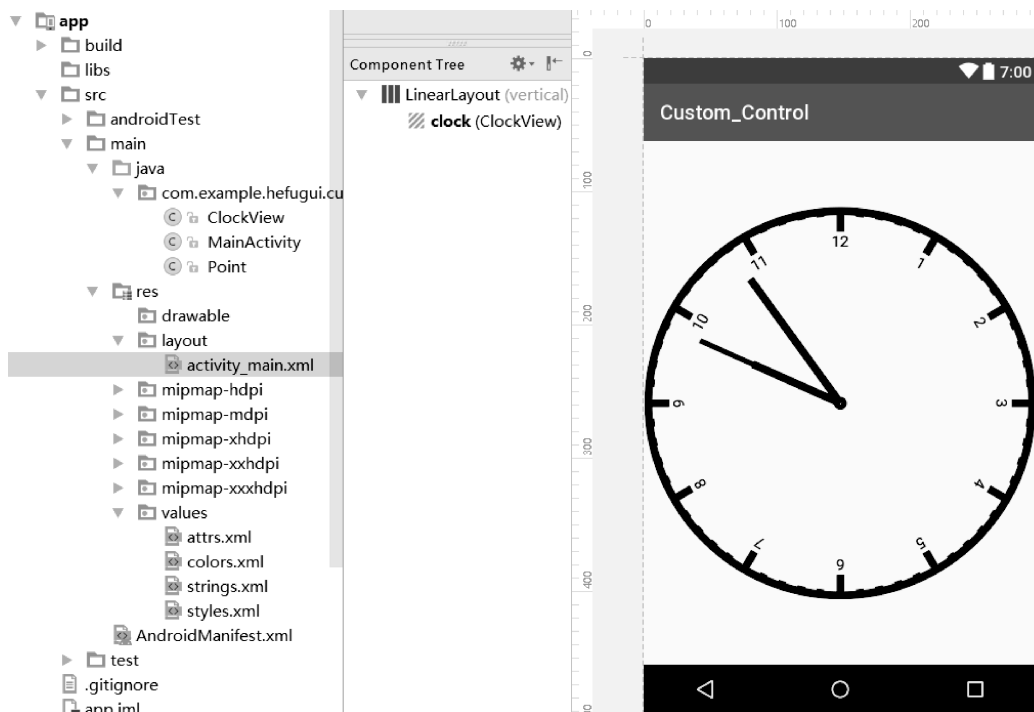 app
build
libs
src
androidTest
main
java
com.example.hefugui.cu
ClockView
MainActivity
Point
res
drawable
layout
activity_main.xml
mipmap-hdpi
mipmap-mdpi
mipmap-xhdpi
mipmap-xxhdpi
mipmap-xxxhdpi
values
attrs.xml
colors.xml
strings.xml
styles.xml
AndroidManifest.xml
test
.gitignore
app.iml
Component Tree
LinearLayout (vertical)
clock (ClockView)
0 100 200
0
100
200
300
400
7:00
Custom_Control
12
1
2
3
4
5
6
7
8
9
10
11